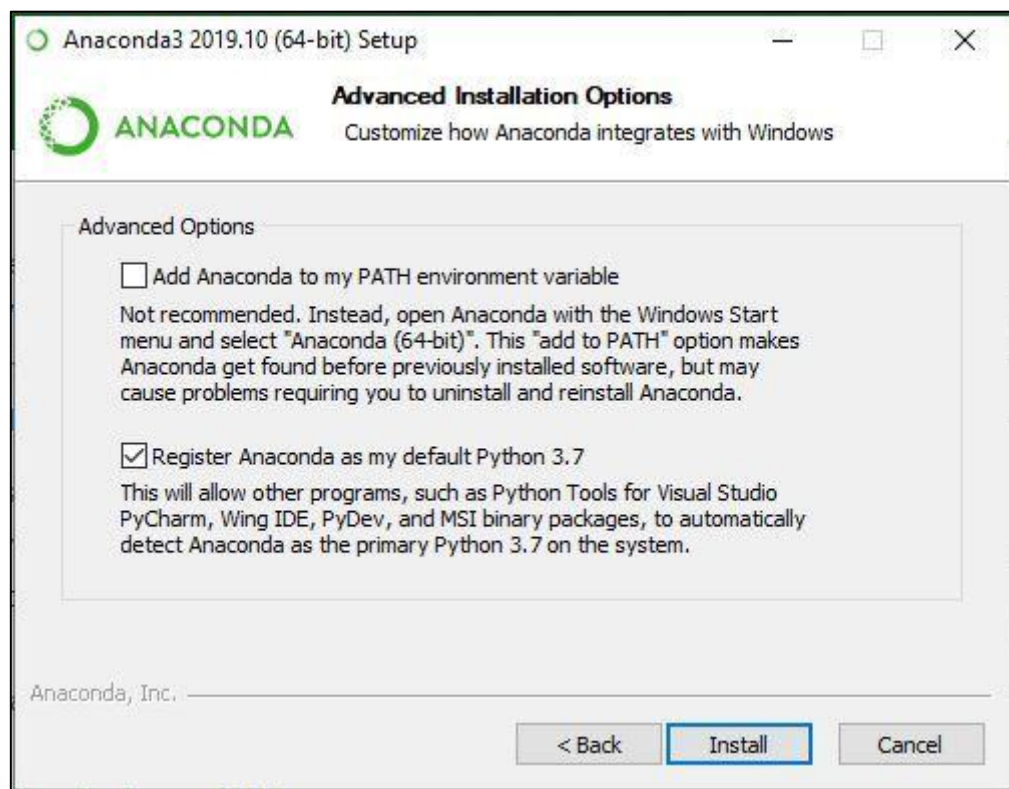 Anaconda3 2019.10 (64-bit) Setup
ANACONDA
Advanced Installation Options
Customize how Anaconda integrates with Windows
Advanced Options
Add Anaconda to my PATH environment variable
Not recommended. Instead, open Anaconda with the Windows Start
menu and select "Anaconda (64-bit)". This "add to PATH" option makes
Anaconda get found before previously installed software, but may
cause problems requiring you to uninstall and reinstall Anaconda.
Register Anaconda as my default Python 3.7
This will allow other programs, such as Python Tools for Visual Studio
PyCharm, Wing IDE, PyDev, and MSI binary packages, to automatically
detect Anaconda as the primary Python 3.7 on the system.
Anaconda, Inc.
< Back
Install
Cancel